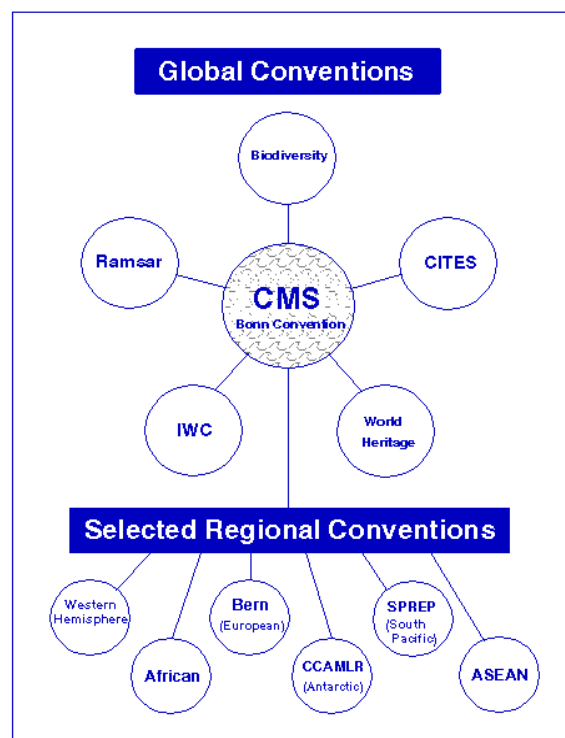 Global Conventions
Biodiversity
Ramsar
CITES
CMS
Bonn Convention
IWC
World
Heritage
Selected Regional Conventions
Western
Hemisphere
African
Bern
(European)
CCAMLR
(Antarctic)
SPREP
(South
Pacific)
ASEAN